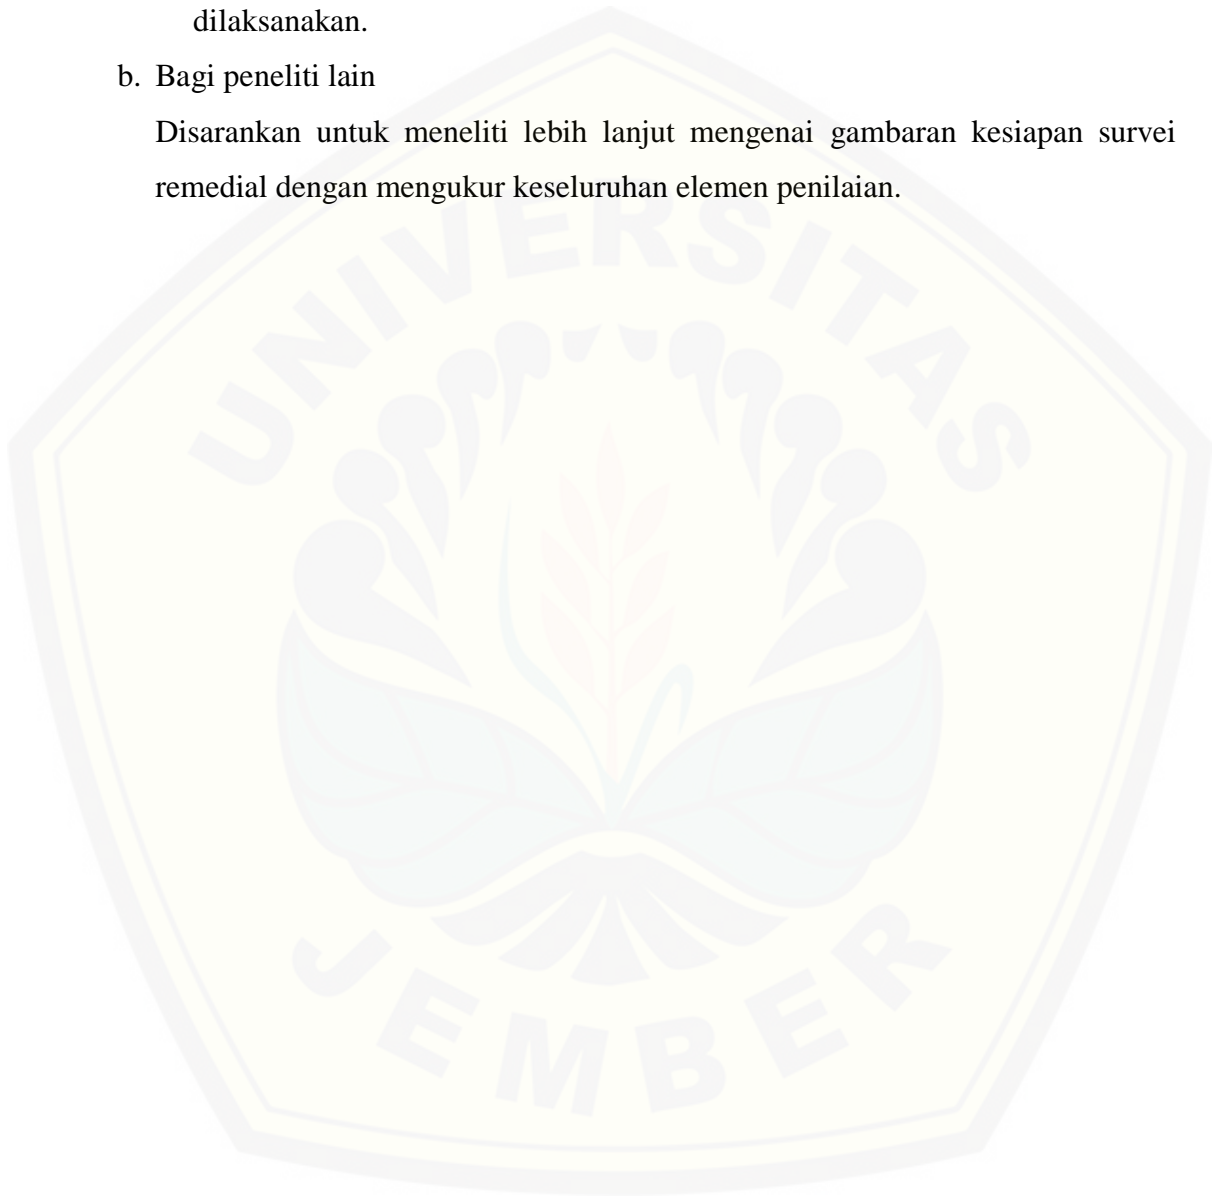 dilaksanakan.
b. Bagi peneliti lain
Disarankan untuk meneliti lebih lanjut mengenai gambaran kesiapan survei
remedial dengan mengukur keseluruhan elemen penilaian.
UNIVERSITAS
JEMBER